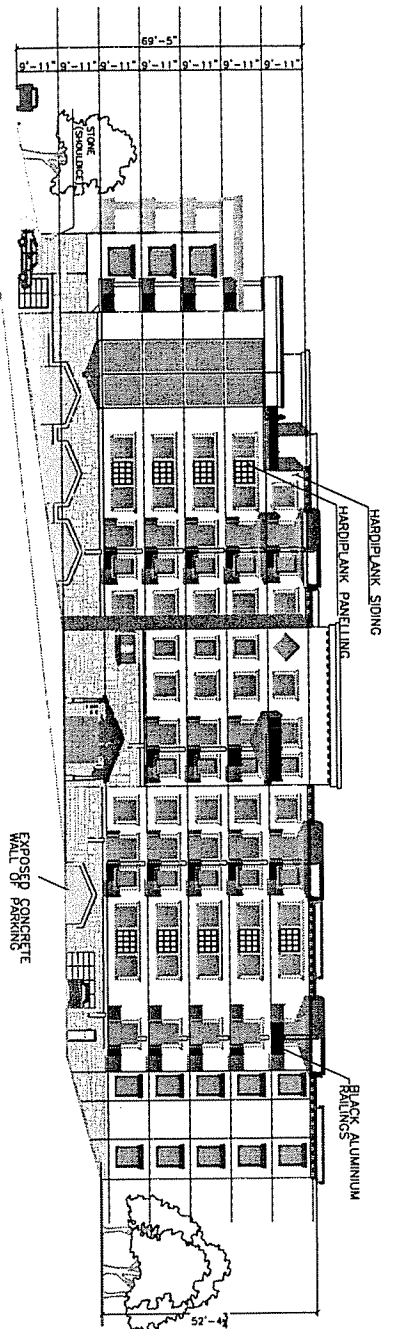 69'-5"
9'-11" 9'-11" 9'-11" 9'-11" 9'-11" 9'-11" 9'-11"
STONE
(SHOULDICE)
HARDIPLANK SIDING
HARDIPLANK PANELLING
EXPOSED CONCRETE
WALL OF PARKING
BLACK ALUMINIUM
RAILINGS
52'-4